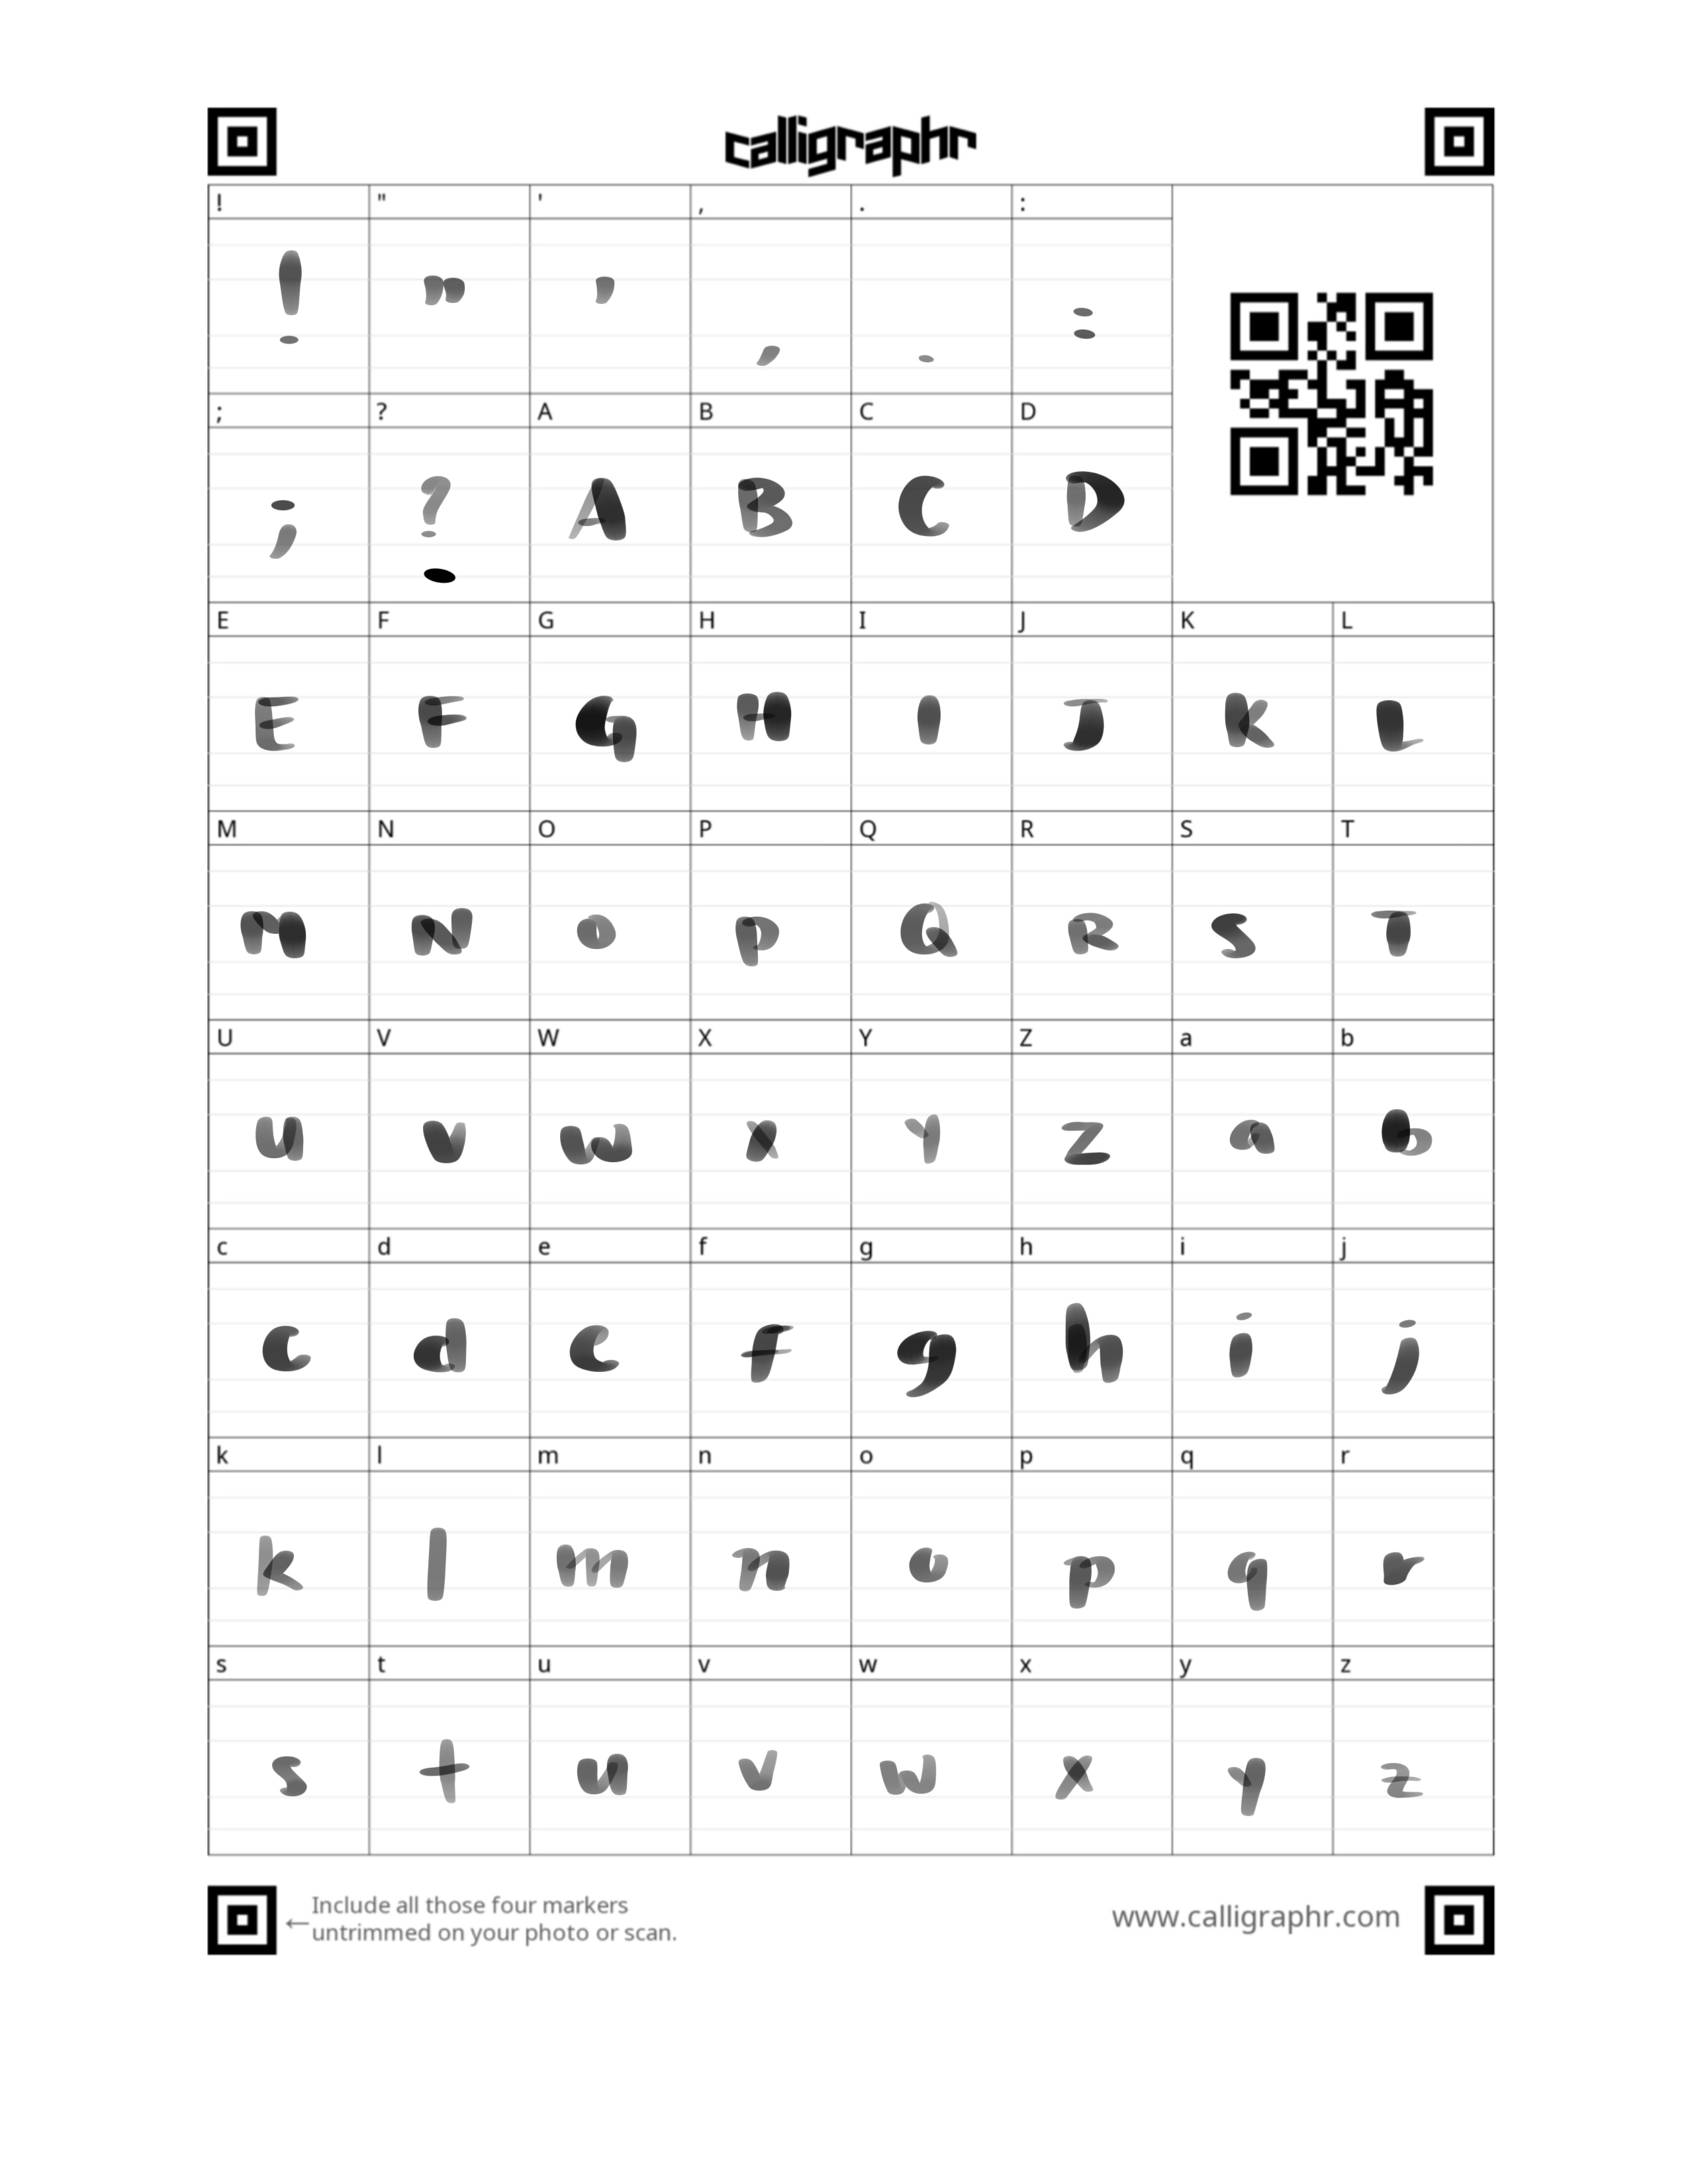 calligraphr
! " ' , . :
! " ' , . :
; ? A B C D
; ? A B C D
E F G H I J K L
E F G H I J K L
M N O P Q R S T
M N O P Q R S T
U V W X Y Z a b
U V W X Y Z a b
c d e f g h i j
c d e f g h i j
k l m n o p q r
k l m n o p q r
s t u v w x y z
s t u v w x y z
←Include all those four markers
untrimmed on your photo or scan.
www.calligraphr.com